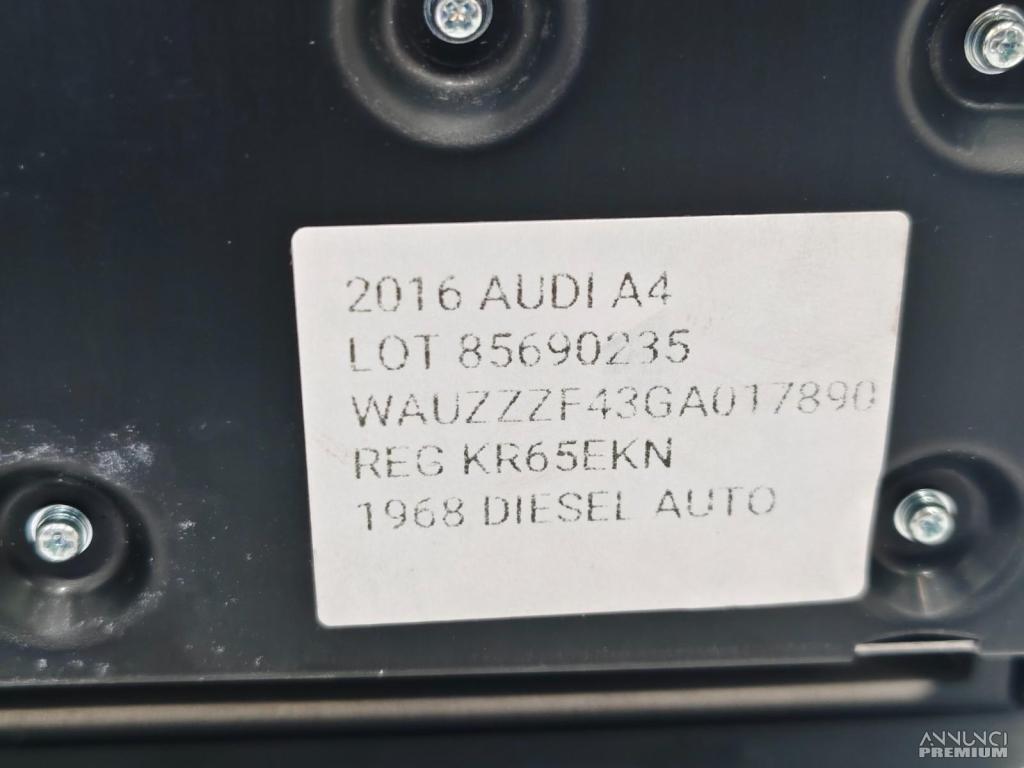 2016 AUDI A4
LOT 85690235
WAUZZZF43GA017890
REG KR65EKN
1968 DIESEL AUTO
ANNUNCI
PREMIUM